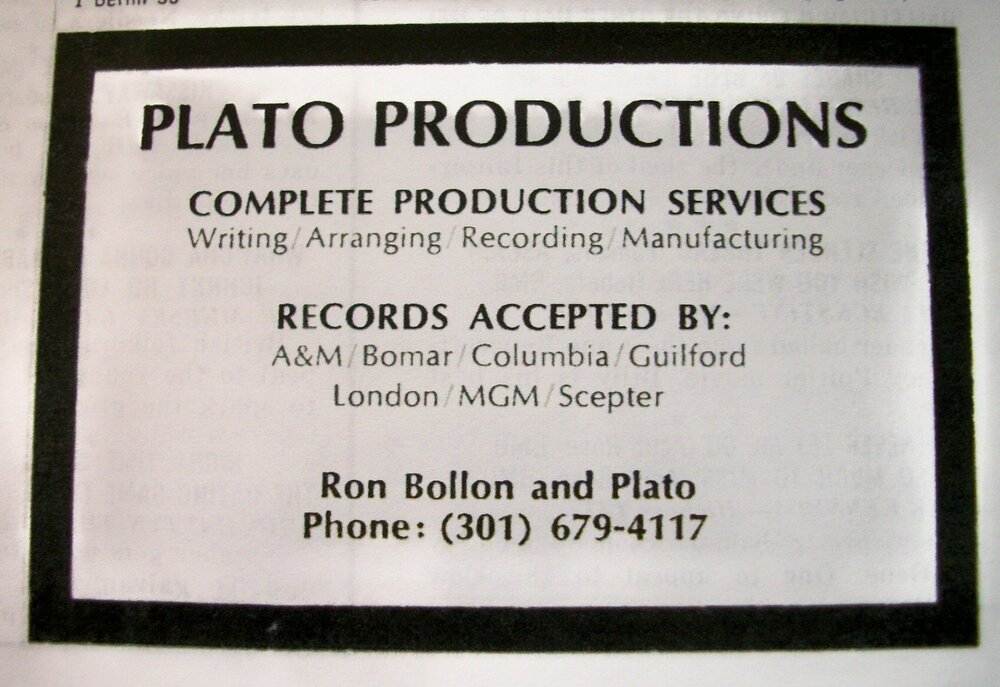 PLATO PRODUCTIONS
COMPLETE PRODUCTION SERVICES
Writing/Arranging/Recording/Manufacturing
RECORDS ACCEPTED BY:
A&M/Bomar/Columbia/Guilford
London/MGM/Scepter
Ron Bollon and Plato
Phone: (301) 679-4117